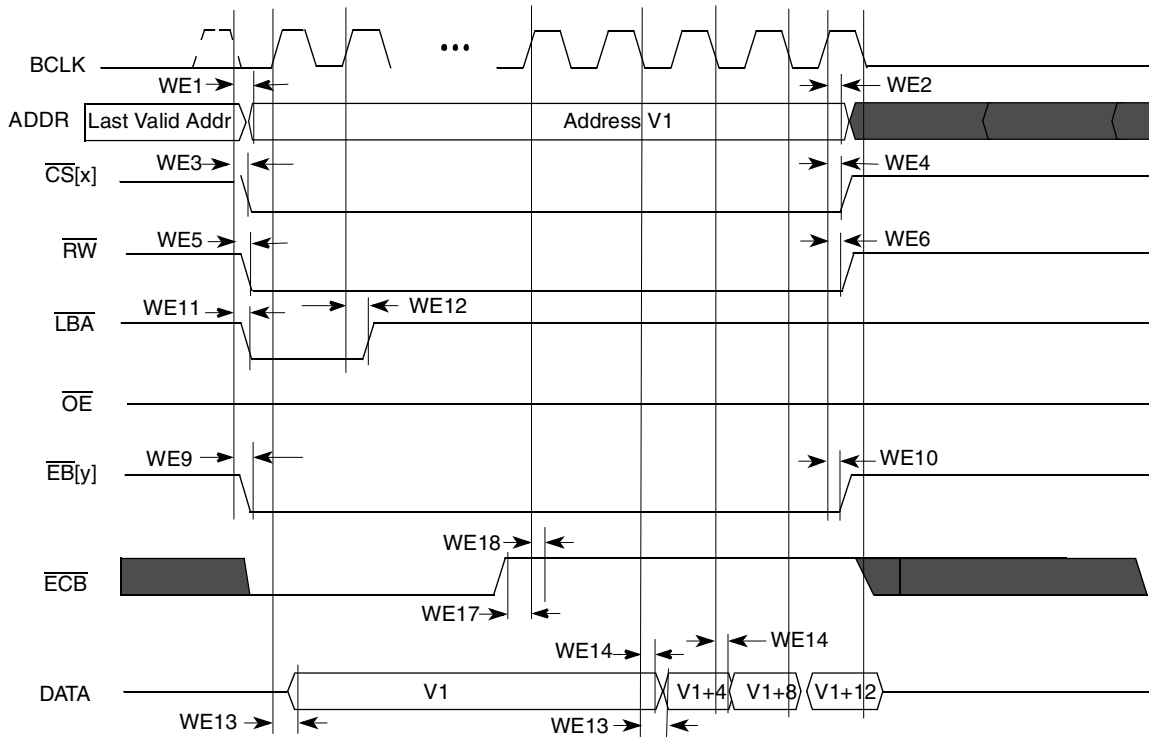 BCLK
...
WE1
WE2
ADDR
Last Valid Addr
Address V1
WE3
WE4
CS[x]
WE5
WE6
RW
WE11
WE12
LBA
OE
WE9
WE10
EB[y]
WE18
ECB
WE17
WE14
WE14
DATA
V1
V1+4
V1+8
V1+12
WE13
WE13